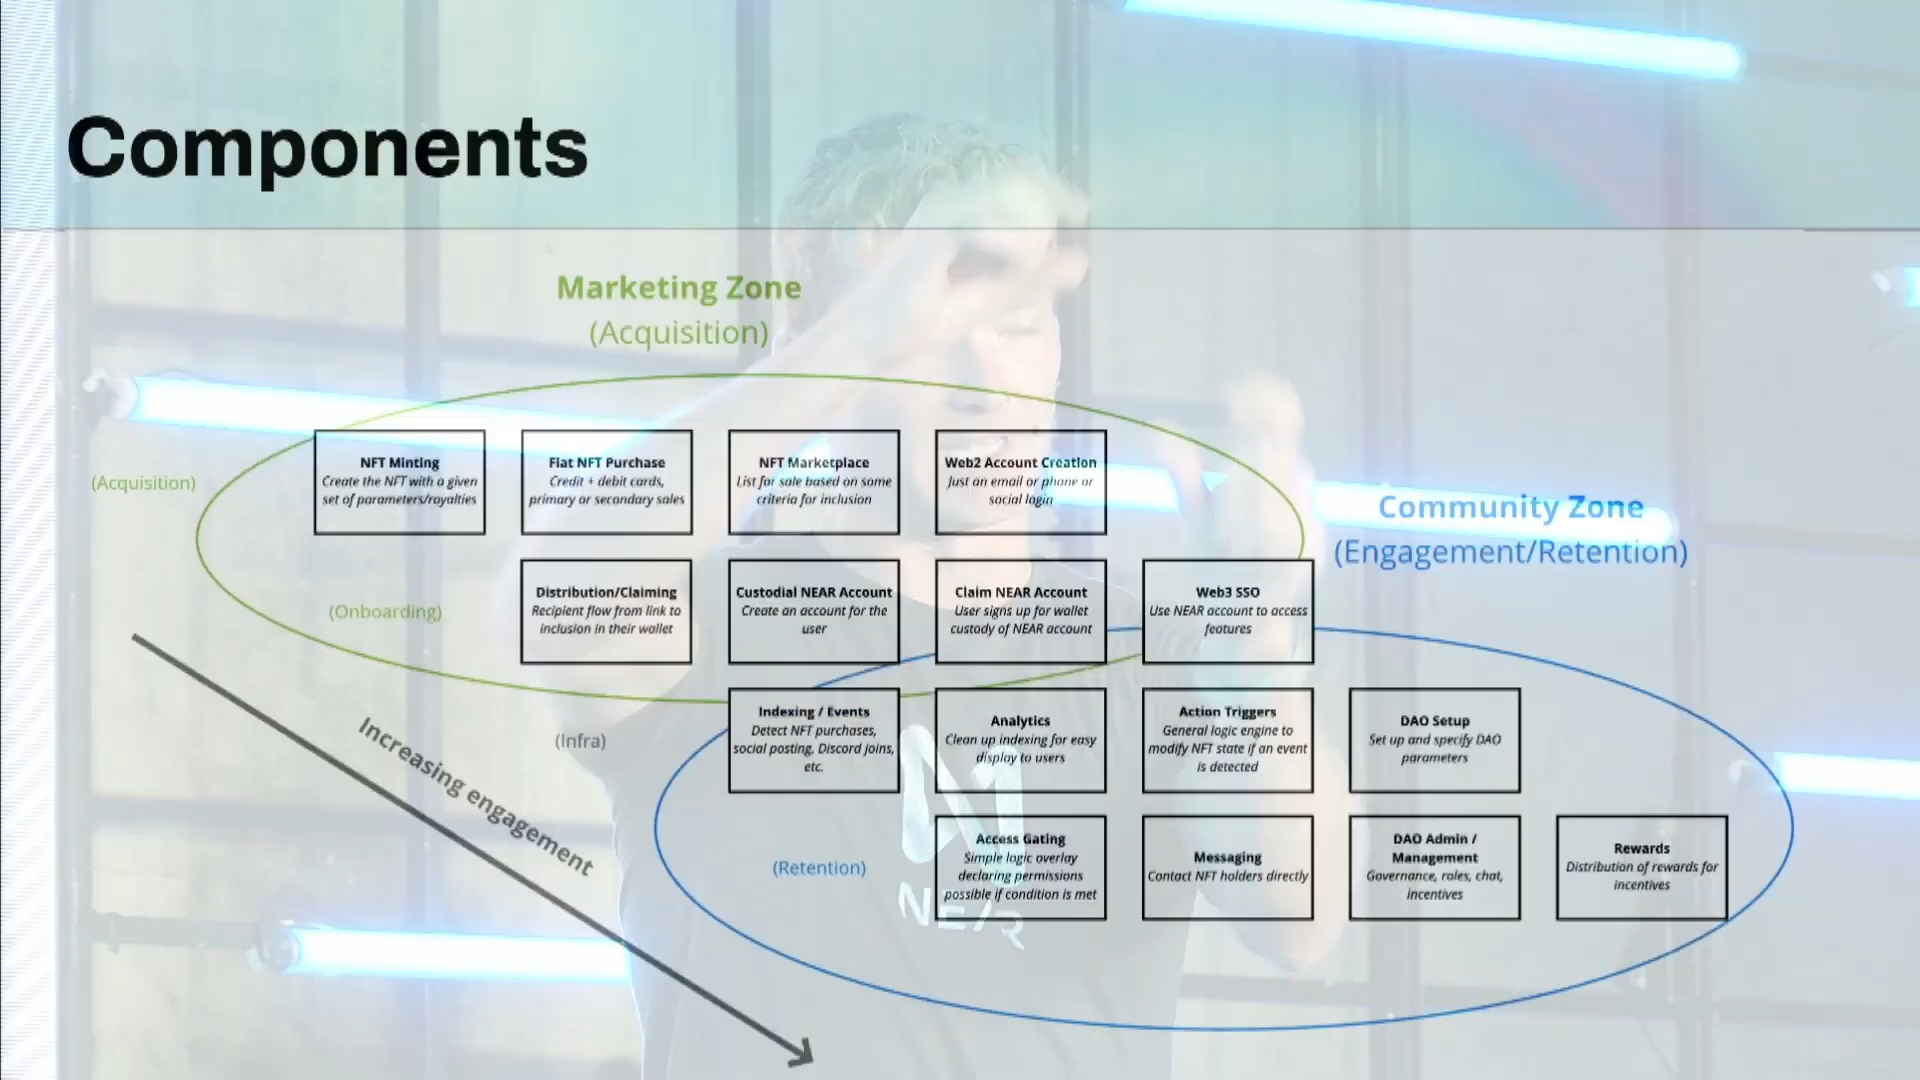 Components
Marketing Zone
(Acquisition)
(Acquisition)
NFT Minting
Create the NFT with a given
set of parameters/royalties
Fiat NFT Purchase
Credit + debit cards,
primary or secondary sales
NFT Marketplace
List for sale based on some
criteria for inclusion
Web2 Account Creation
Just an email or phone or
social login
Community Zone
(Engagement/Retention)
(Onboarding)
Distribution/Claiming
Recipient flow from link to
inclusion in their wallet
Custodial NEAR Account
Create an account for the
user
Claim NEAR Account
User signs up for wallet
custody of NEAR account
Web3 SSO
Use NEAR account to access
features
Increasing engagement
(Infra)
Indexing / Events
Detect NFT purchases,
social posting, Discord joins,
etc.
Analytics
Clean up indexing for easy
display to users
Action Triggers
General logic engine to
modify NFT state if an event
is detected
DAO Setup
Set up and specify DAO
parameters
(Retention)
Access Gating
Simple logic overlay
declaring permissions
possible if condition is met
Messaging
Contact NFT holders directly
DAO Admin /
Management
Governance, roles, chat,
incentives
Rewards
Distribution of rewards for
incentives
NEAR